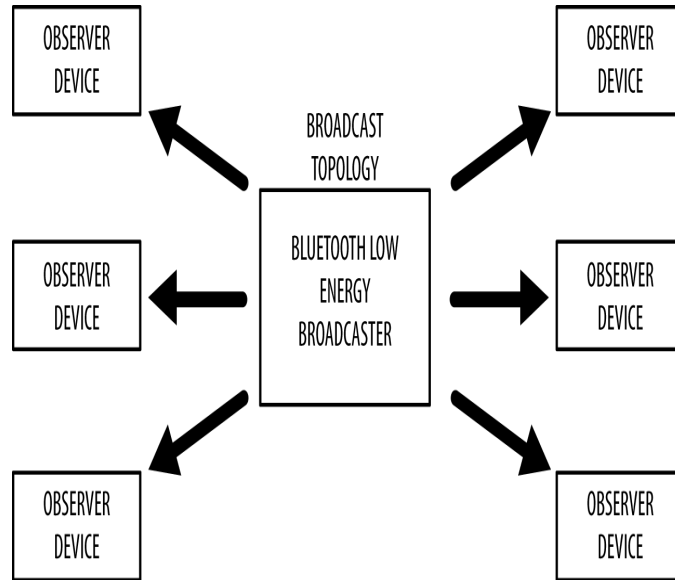 OBSERVER
DEVICE
OBSERVER
DEVICE
BROADCAST
TOPOLOGY
OBSERVER
DEVICE
BLUETOOTH LOW
ENERGY
BROADCASTER
OBSERVER
DEVICE
OBSERVER
DEVICE
OBSERVER
DEVICE